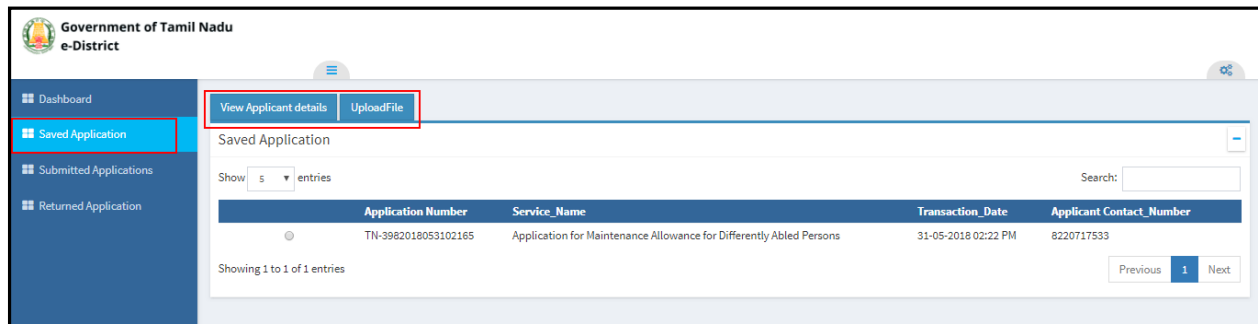 Government of Tamil Nadu
e-District
Dashboard
Saved Application
Submitted Applications
Returned Application
View Applicant details UploadFile
Saved Application
Show 5 entries Search:
Application Number Service_Name Transaction_Date Applicant Contact_Number
TN-3982018053102165 Application for Maintenance Allowance for Differently Abled Persons 31-05-2018 02:22 PM 8220717533
Showing 1 to 1 of 1 entries Previous 1 Next